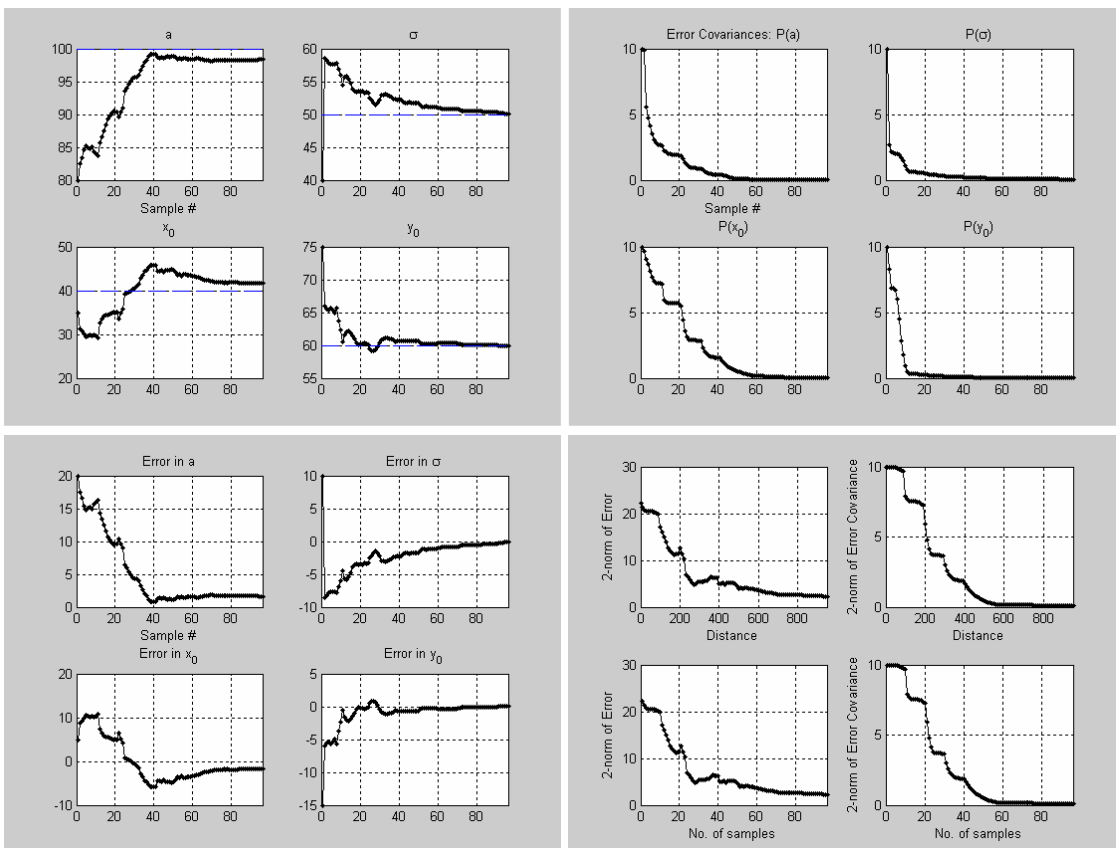 a
100
95
90
85
80
0 20 40 60 80
Sample #
σ
60
55
50
45
40
0 20 40 60 80
x0
50
40
30
20
0 20 40 60 80
y0
75
70
65
60
55
0 20 40 60 80
Error Covariances: P(a)
10
5
0
0 20 40 60 80
Sample #
P(σ)
10
5
0
0 20 40 60 80
P(x0)
10
5
0
0 20 40 60 80
P(y0)
10
5
0
0 20 40 60 80
Error in a
20
15
10
5
0
0 20 40 60 80
Sample #
Error in σ
10
5
0
-5
-10
0 20 40 60 80
Error in x0
20
10
0
-10
0 20 40 60 80
Error in y0
5
0
-5
-10
-15
0 20 40 60 80
2-norm of Error
30
20
10
0
0 200 400 600 800
Distance
2-norm of Error Covariance
10
5
0
0 200 400 600 800
Distance
2-norm of Error
30
20
10
0
0 20 40 60 80
No. of samples
2-norm of Error Covariance
10
5
0
0 20 40 60 80
No. of samples